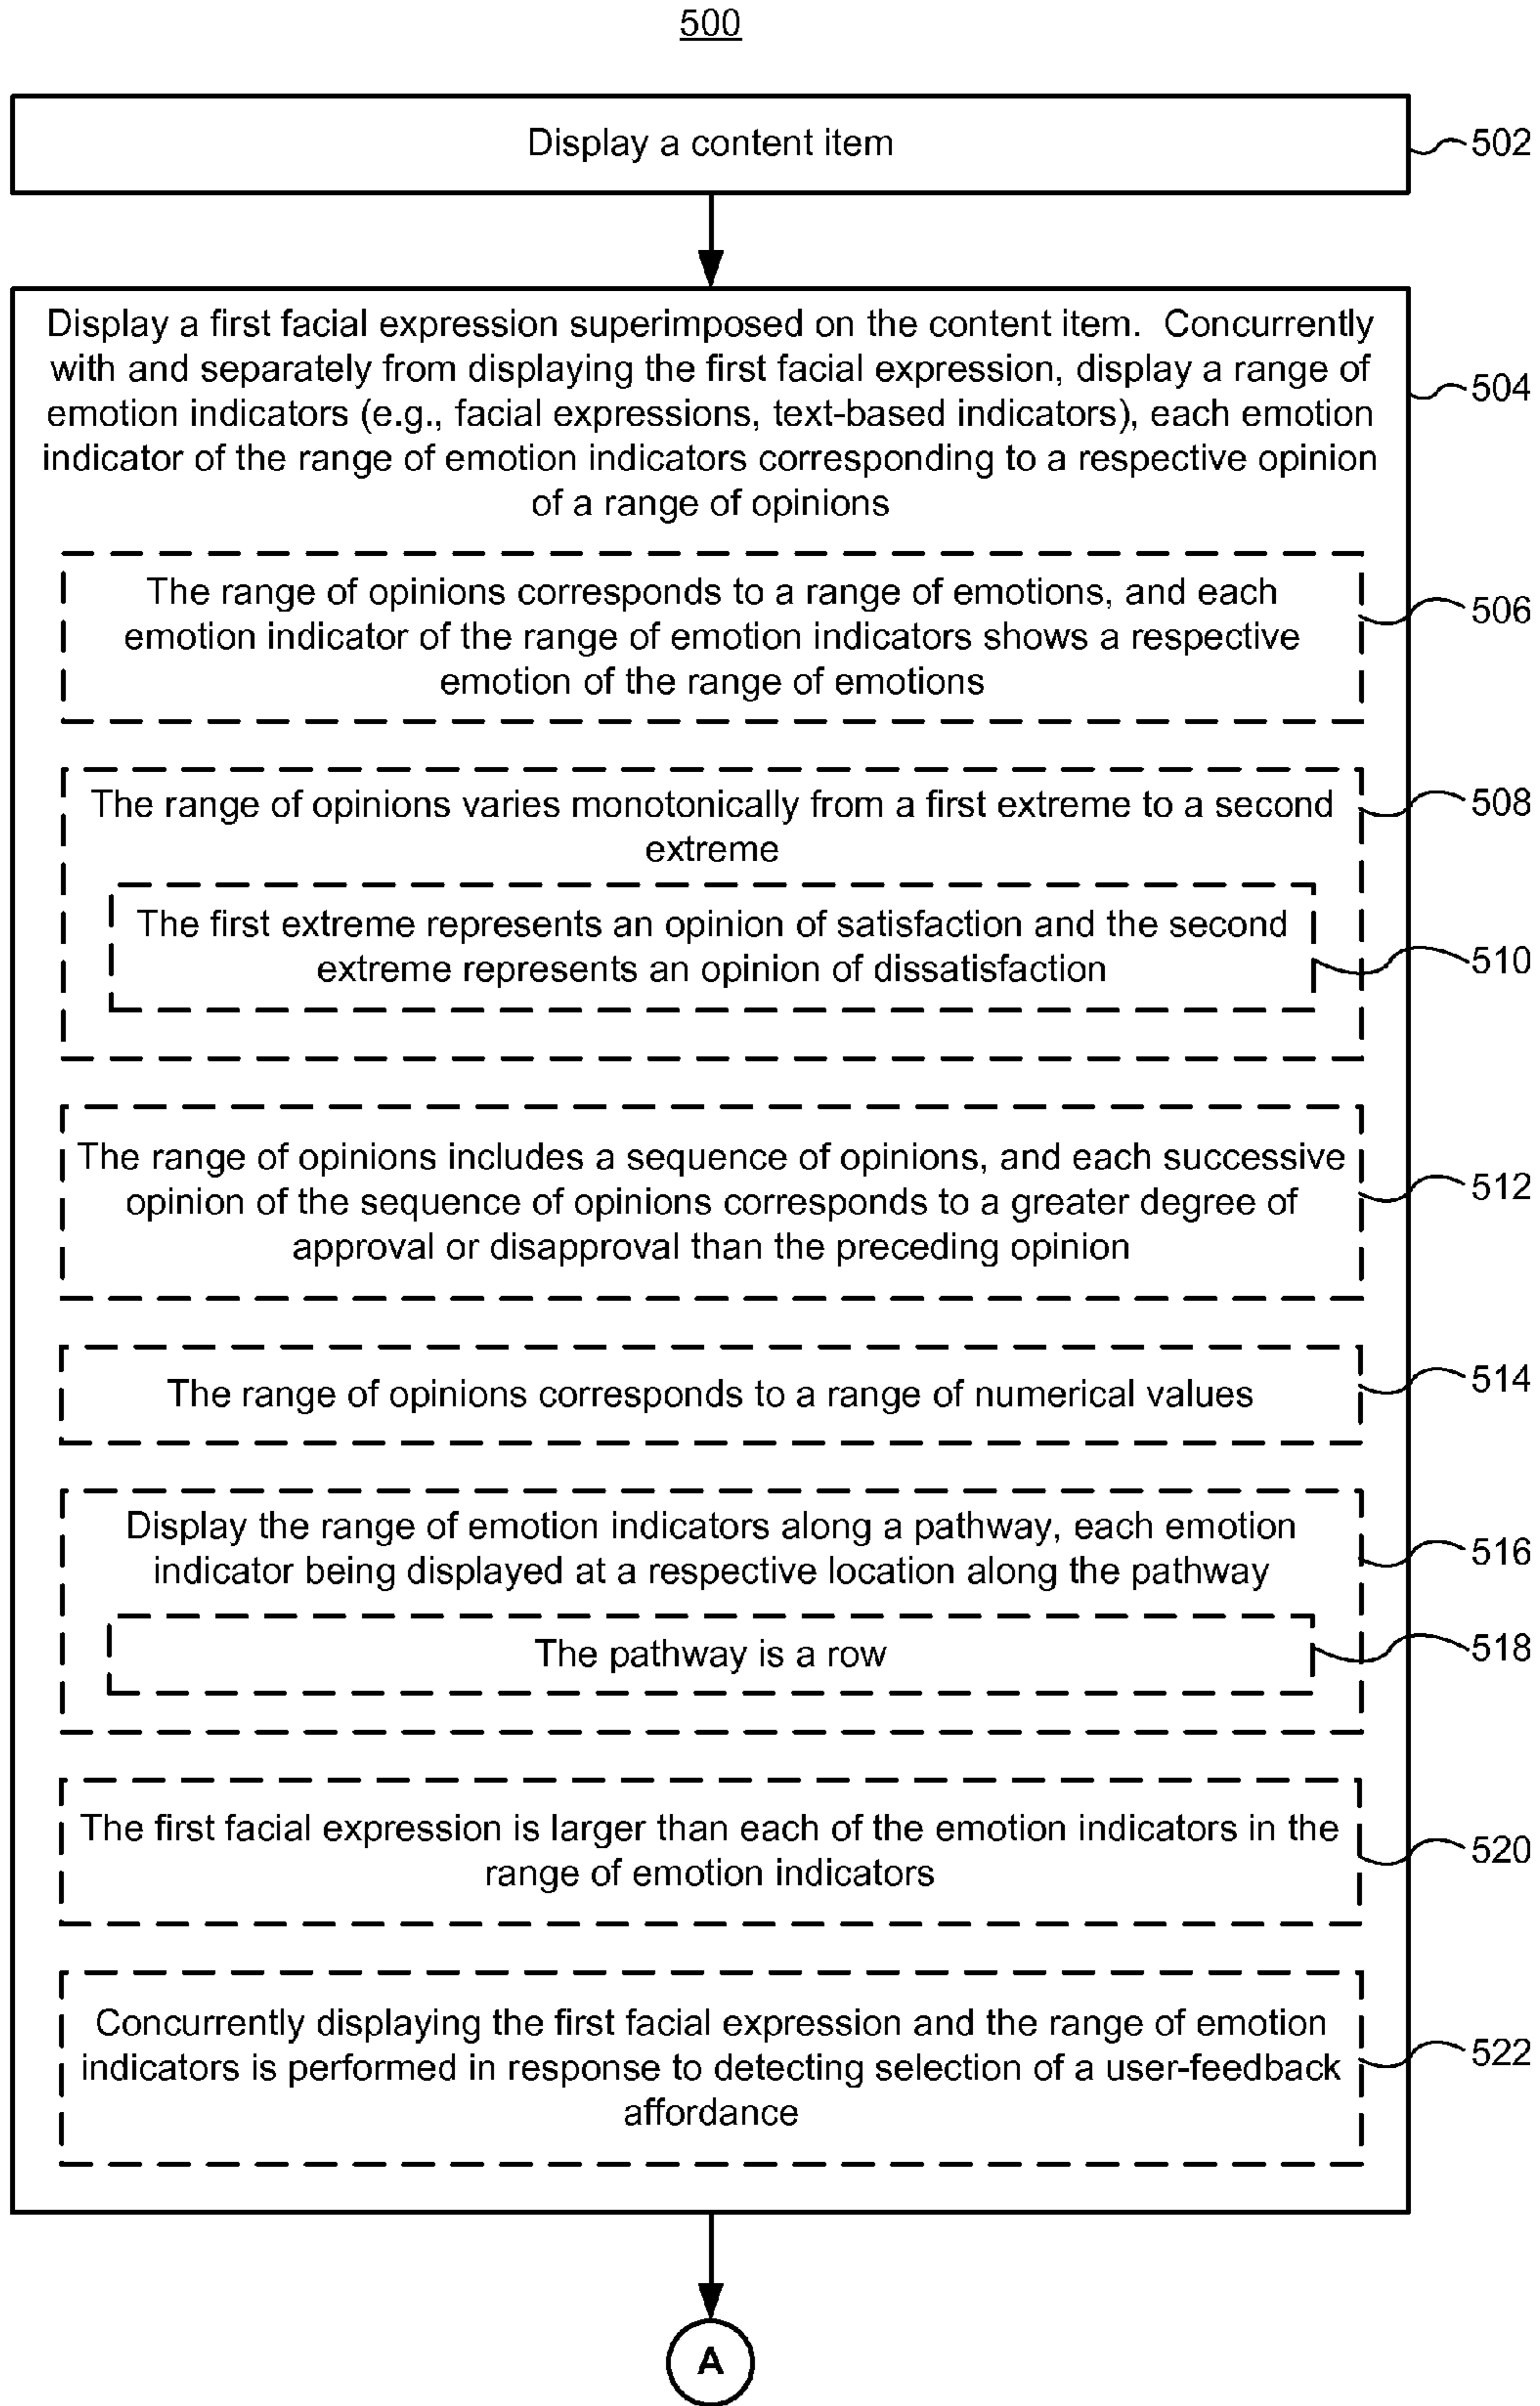 500
Display a content item
502
Display a first facial expression superimposed on the content item.  Concurrently
with and separately from displaying the first facial expression, display a range of
emotion indicators (e.g., facial expressions, text-based indicators), each emotion
indicator of the range of emotion indicators corresponding to a respective opinion
of a range of opinions
504
The range of opinions corresponds to a range of emotions, and each
emotion indicator of the range of emotion indicators shows a respective
emotion of the range of emotions
506
The range of opinions varies monotonically from a first extreme to a second
extreme
508
The first extreme represents an opinion of satisfaction and the second
extreme represents an opinion of dissatisfaction
510
The range of opinions includes a sequence of opinions, and each successive
opinion of the sequence of opinions corresponds to a greater degree of
approval or disapproval than the preceding opinion
512
The range of opinions corresponds to a range of numerical values
514
Display the range of emotion indicators along a pathway, each emotion
indicator being displayed at a respective location along the pathway
516
The pathway is a row
518
The first facial expression is larger than each of the emotion indicators in the
range of emotion indicators
520
Concurrently displaying the first facial expression and the range of emotion
indicators is performed in response to detecting selection of a user-feedback
affordance
522
A